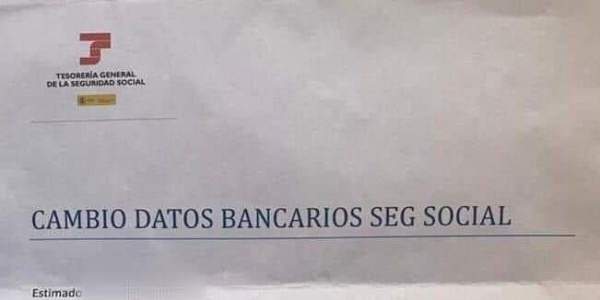 TESORERÍA GENERAL
DE LA SEGURIDAD SOCIAL
CAMBIO DATOS BANCARIOS SEG SOCIAL
Estimado